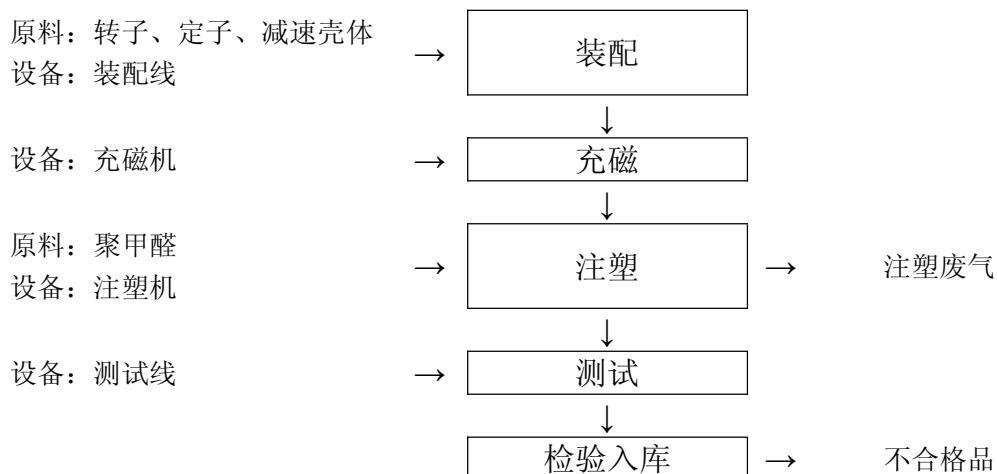 原料：转子、定子、减速壳体
设备：装配线
→
装配
↓
设备：充磁机
→
充磁
↓
原料：聚甲醛
设备：注塑机
→
注塑
→
注塑废气
↓
设备：测试线
→
测试
↓
检验入库
→
不合格品